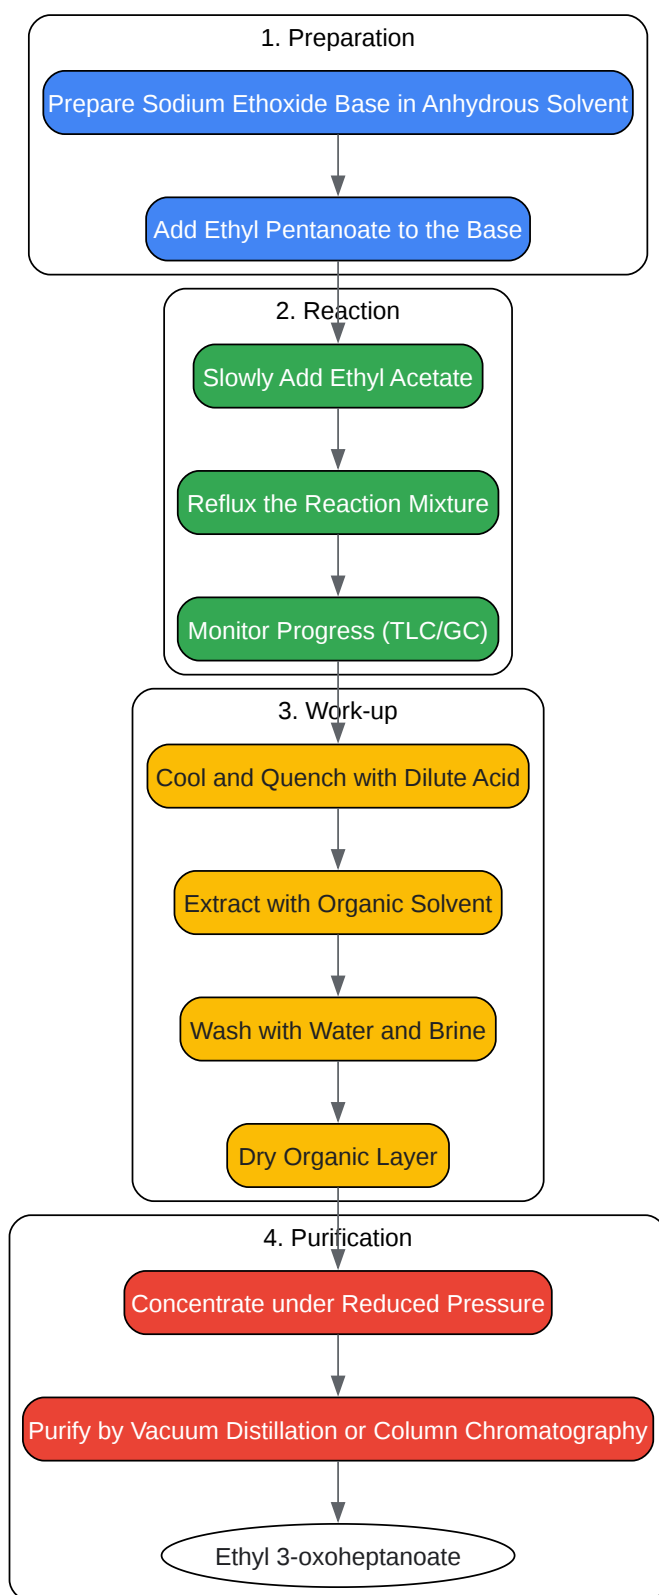 1. Preparation
Prepare Sodium Ethoxide Base in Anhydrous Solvent
Add Ethyl Pentanoate to the Base
2. Reaction
Slowly Add Ethyl Acetate
Reflux the Reaction Mixture
Monitor Progress (TLC/GC)
3. Work-up
Cool and Quench with Dilute Acid
Extract with Organic Solvent
Wash with Water and Brine
Dry Organic Layer
4. Purification
Concentrate under Reduced Pressure
Purify by Vacuum Distillation or Column Chromatography
Ethyl 3-oxoheptanoate